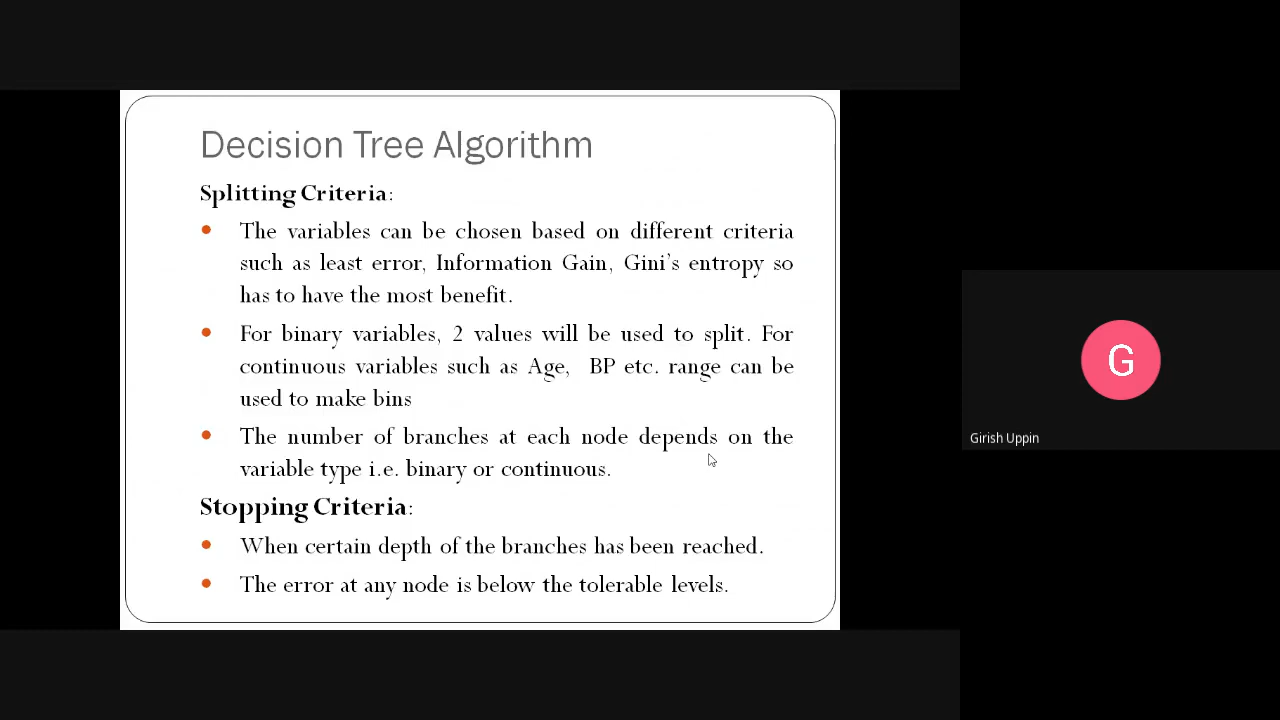 Decision Tree Algorithm
Splitting Criteria:
The variables can be chosen based on different criteria
such as least error, Information Gain, Gini's entropy so
has to have the most benefit.
For binary variables, 2 values will be used to split. For
continuous variables such as Age, BP etc. range can be
used to make bins
The number of branches at each node depends on the
variable type i.e. binary or continuous.
Stopping Criteria:
When certain depth of the branches has been reached.
The error at any node is below the tolerable levels.
G
Girish Uppin